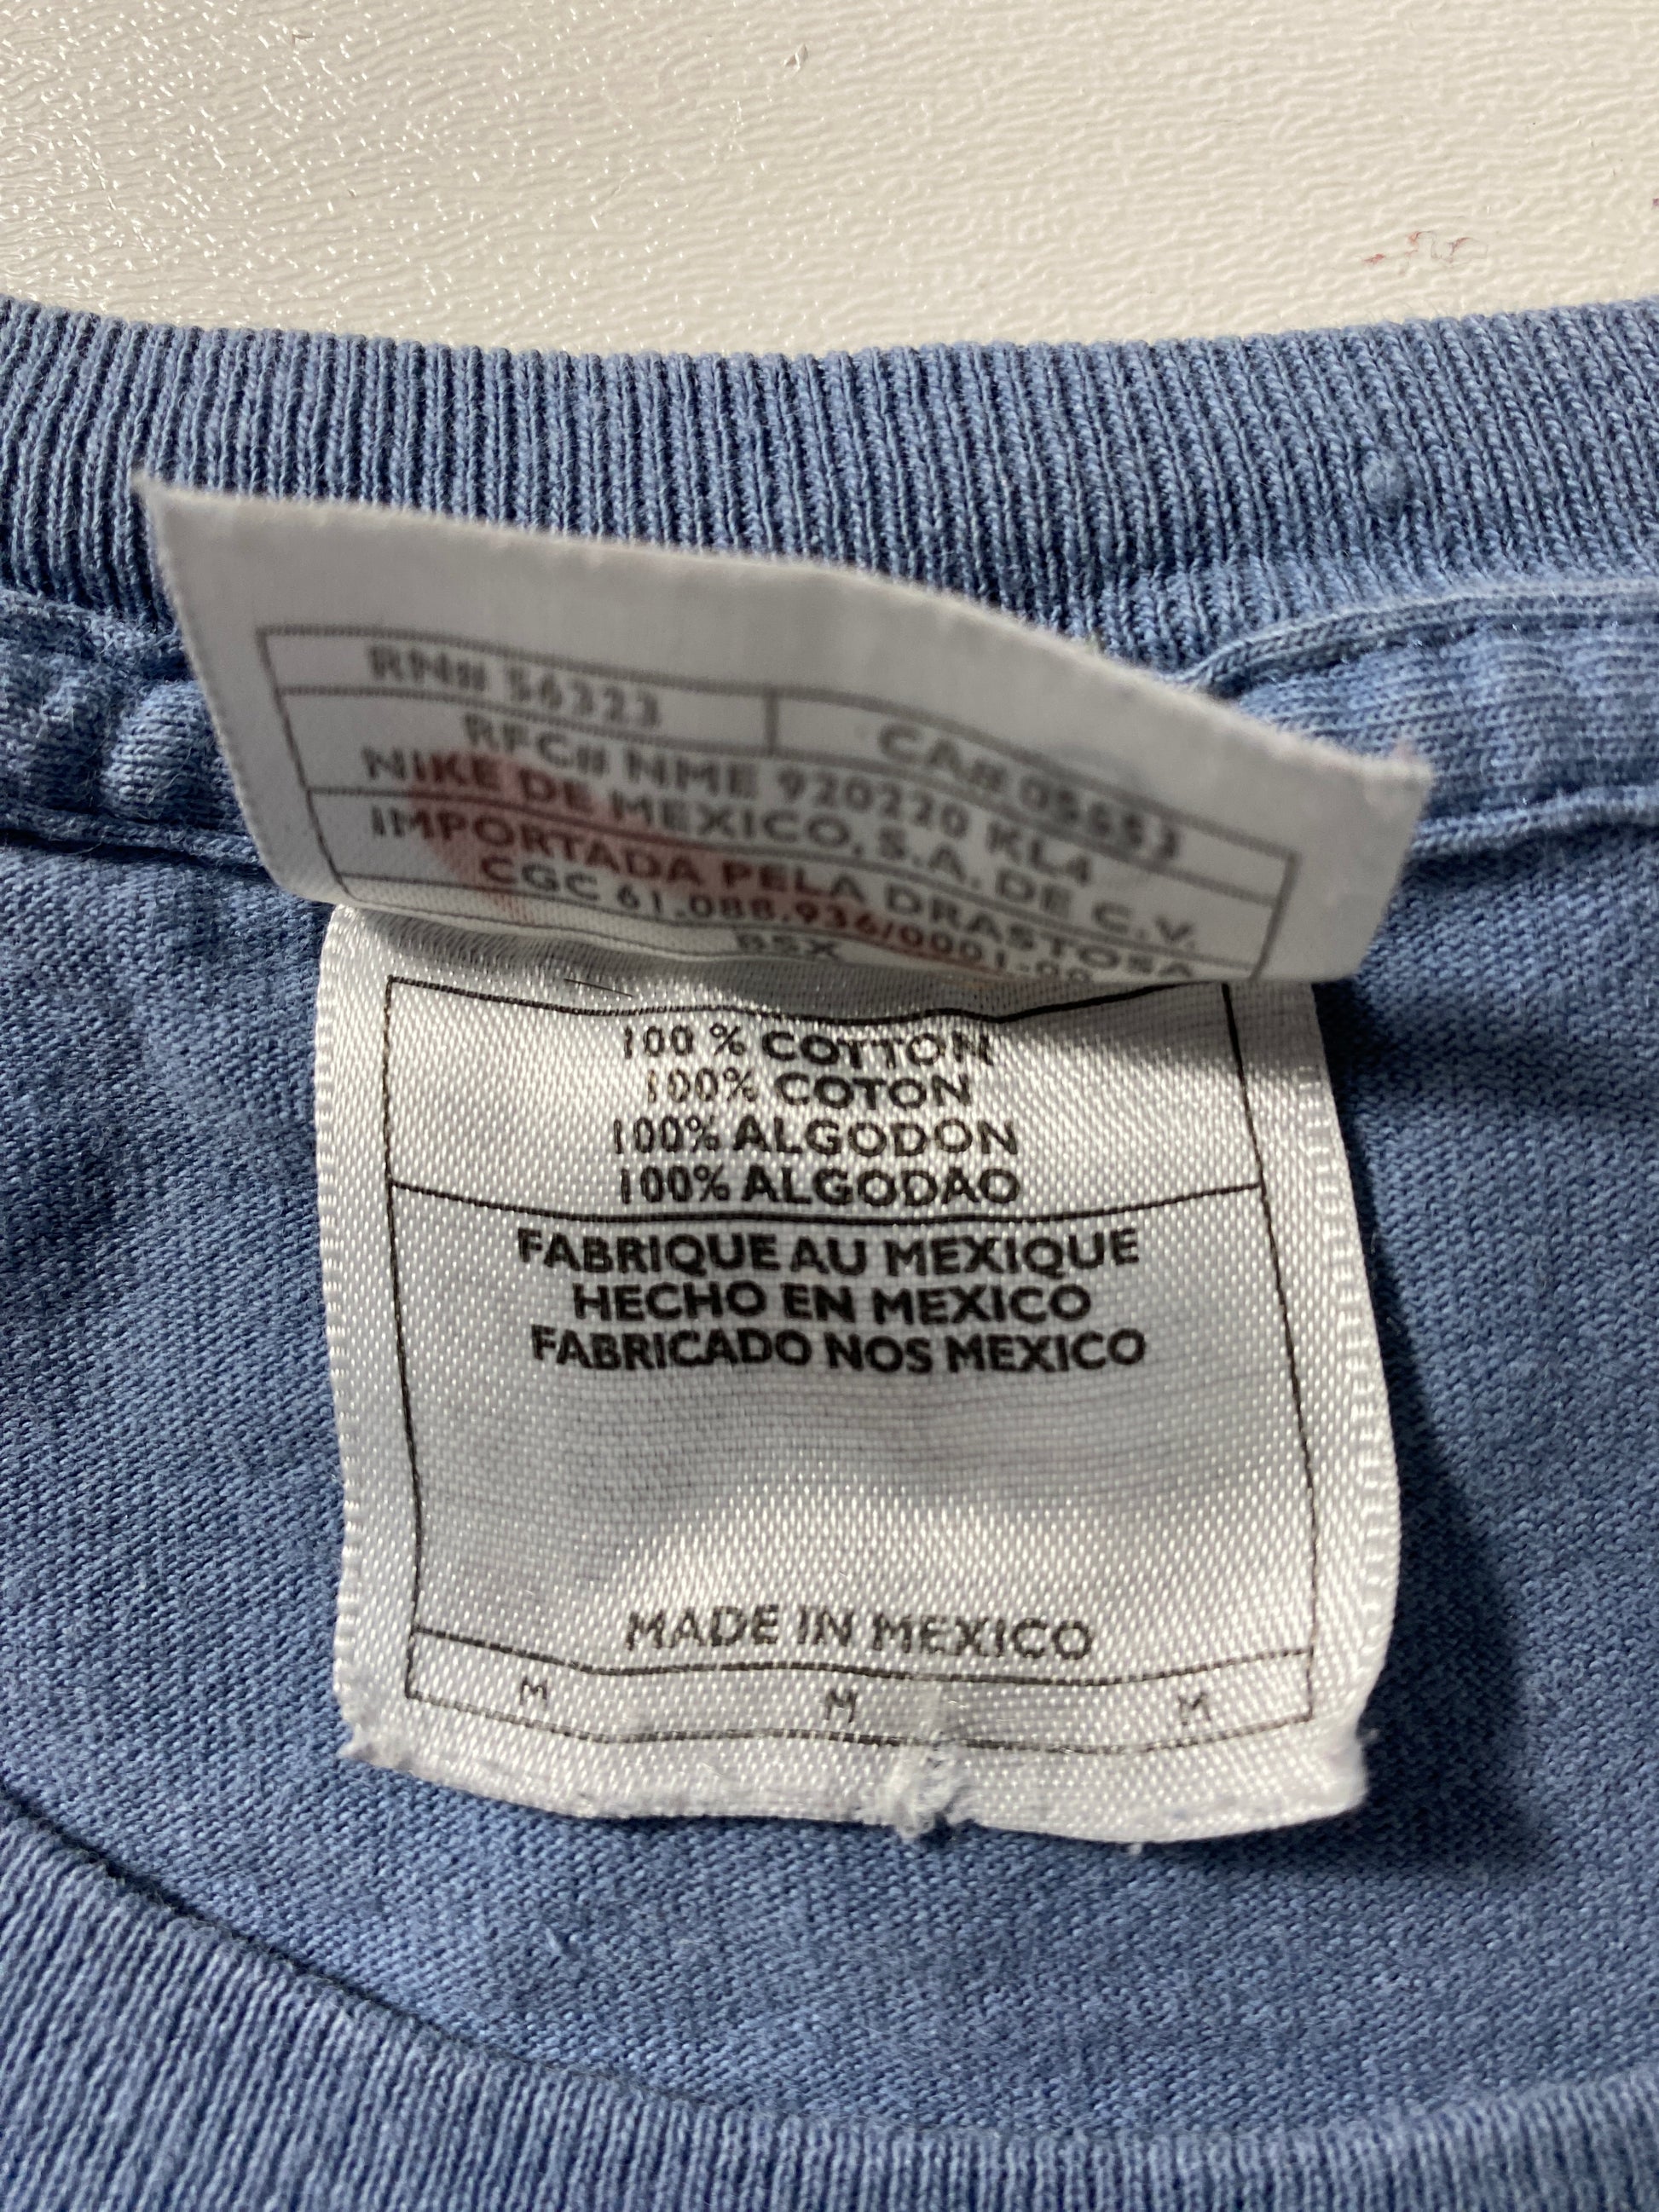 RN# 56323
CA# 05553
RFC# NME 920220 KL4
NIKE DE MEXICO, S.A. DE C.V.
IMPORTADA PELA DRASTOSA
CGC 61.088.936/0001-00
BSX
100 % COTTON
100% COTON
100% ALGODON
100% ALGODAO
FABRIQUE AU MEXIQUE
HECHO EN MEXICO
FABRICADO NOS MEXICO
MADE IN MEXICO
M M M